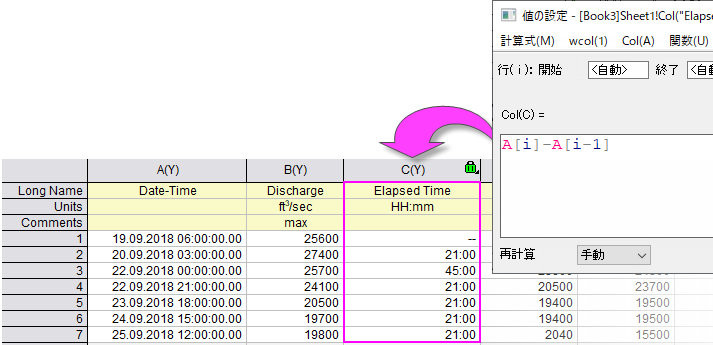 値の設定 - [Book3]Sheet1!Col("Elaps
計算式(M) wcol(1) Col(A) 関数(U)
行(i): 開始 <自動> 終了 <自
Col(C) =
A[i]-A[i-1]
再計算 手動
A(Y) B(Y) C(Y)
Long Name Date-Time Discharge Elapsed Time
Units ft³/sec HH:mm
Comments max
1 19.09.2018 06:00:00.00 25600 --
2 20.09.2018 03:00:00.00 27400 21:00
3 22.09.2018 00:00:00.00 25700 45:00
4 22.09.2018 21:00:00.00 24100 21:00 20500 23700
5 23.09.2018 18:00:00.00 20500 21:00 19400 19500
6 24.09.2018 15:00:00.00 19700 21:00 19400 19500
7 25.09.2018 12:00:00.00 19800 21:00 2040 15500